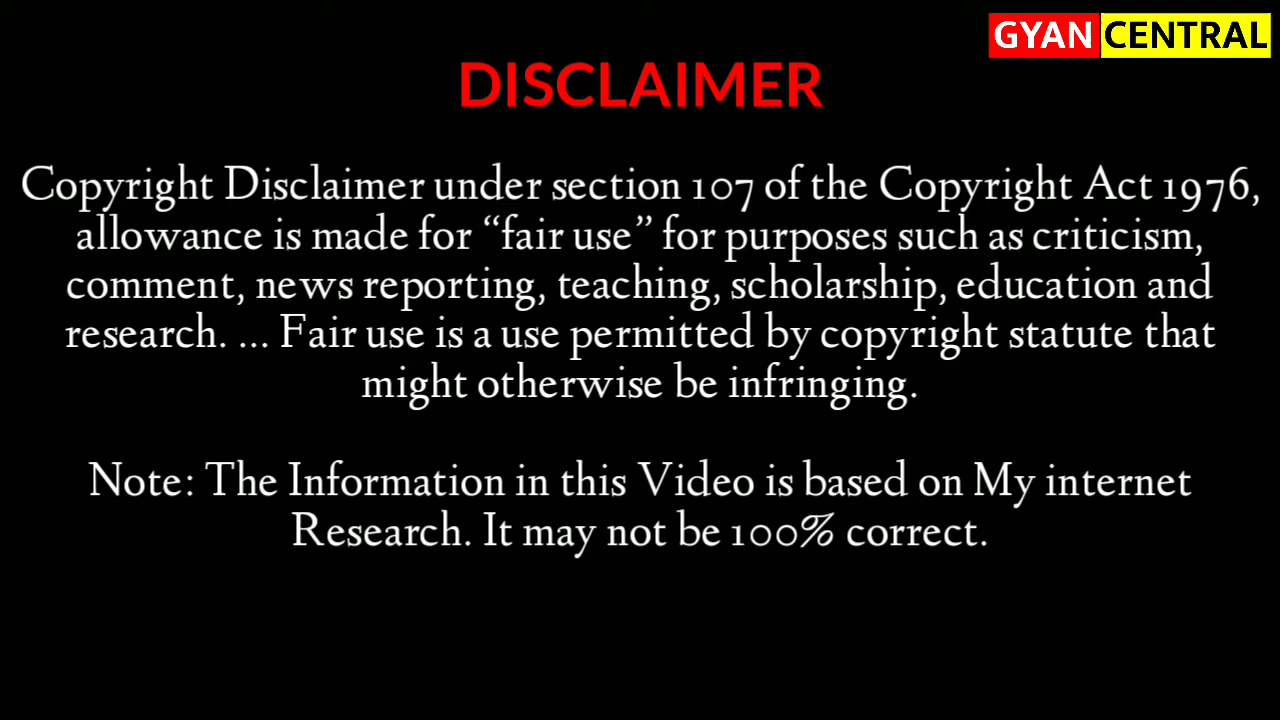 GYAN CENTRAL
DISCLAIMER
Copyright Disclaimer under section 107 of the Copyright Act 1976,
allowance is made for “fair use” for purposes such as criticism,
comment, news reporting, teaching, scholarship, education and
research. ... Fair use is a use permitted by copyright statute that
might otherwise be infringing.
Note: The Information in this Video is based on My internet
Research. It may not be 100% correct.